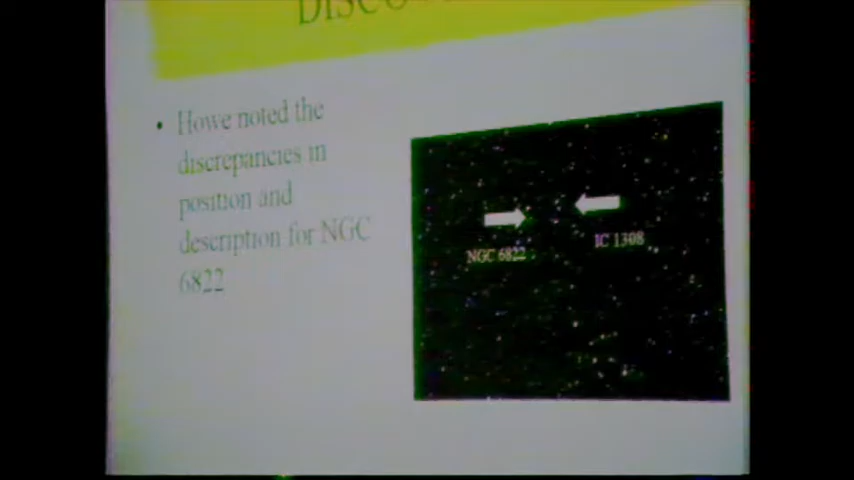 • Howe noted the
discrepancies in
position and
description for NGC
6822
NGC 6822
IC 1308